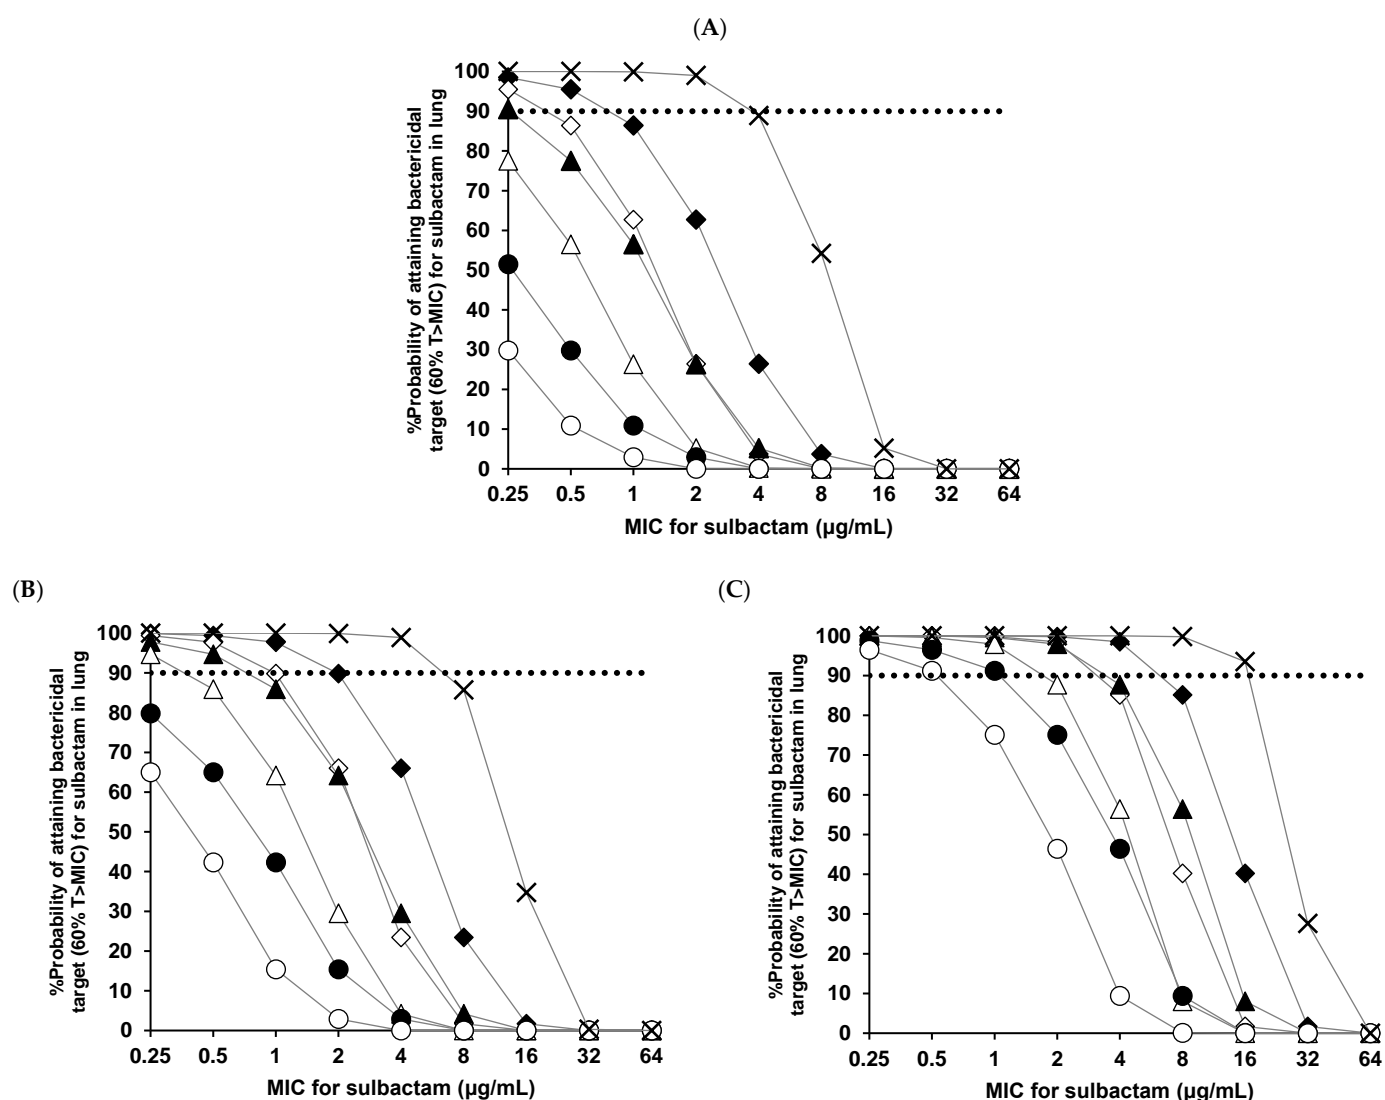 (A)
%Probability of attaining bactericidal
target (60% T>MIC) for sulbactam in lung
100
90
80
70
60
50
40
30
20
10
0
0.25 0.5 1 2 4 8 16 32 64
MIC for sulbactam (µg/mL)
(B)
%Probability of attaining bactericidal
target (60% T>MIC) for sulbactam in lung
100
90
80
70
60
50
40
30
20
10
0
0.25 0.5 1 2 4 8 16 32 64
MIC for sulbactam (µg/mL)
(C)
%Probability of attaining bactericidal
target (60% T>MIC) for sulbactam in lung
100
90
80
70
60
50
40
30
20
10
0
0.25 0.5 1 2 4 8 16 32 64
MIC for sulbactam (µg/mL)